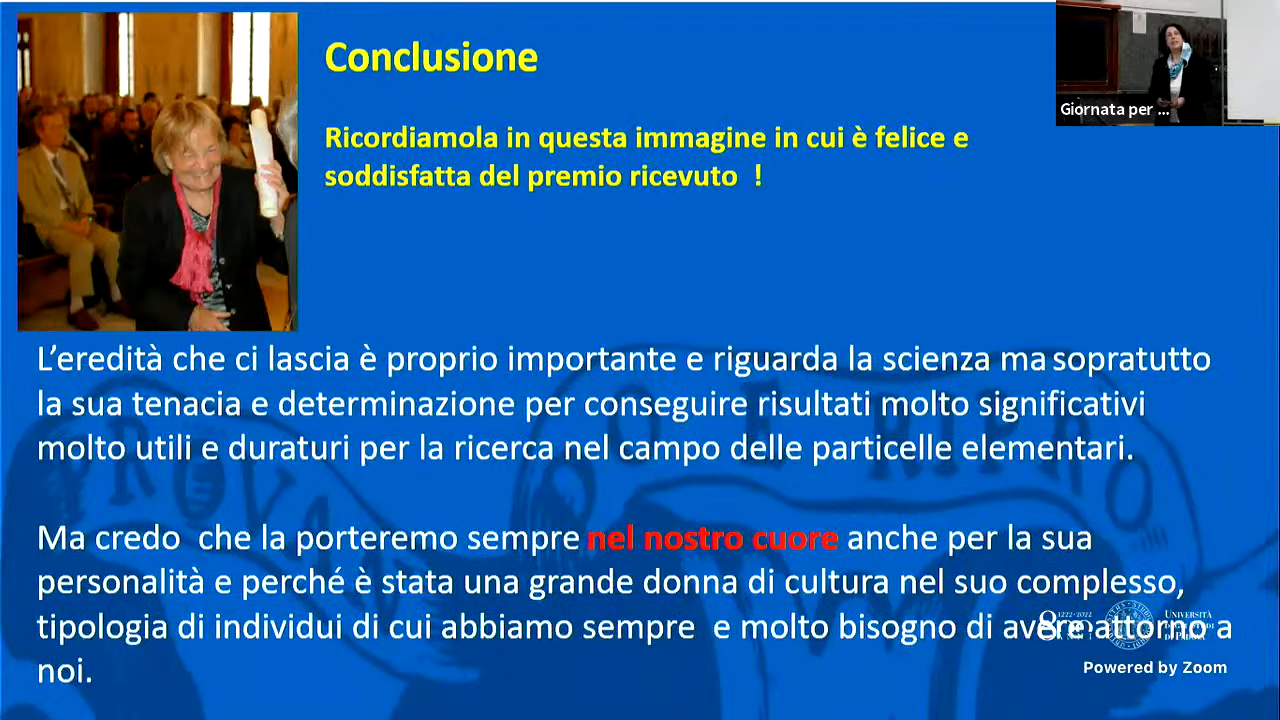 Conclusione
Ricordiamola in questa immagine in cui è felice e
soddisfatta del premio ricevuto !
Giornata per ...
L'eredità che ci lascia è proprio importante e riguarda la scienza ma sopratutto
la sua tenacia e determinazione per conseguire risultati molto significativi
molto utili e duraturi per la ricerca nel campo delle particelle elementari.
Ma credo che la porteremo sempre nel nostro cuore anche per la sua
personalità e perché è stata una grande donna di cultura nel suo complesso,
tipologia di individui di cui abbiamo sempre e molto bisogno di avere attorno a
noi.
1222·2022
UNIVERSITÀ
Powered by Zoom